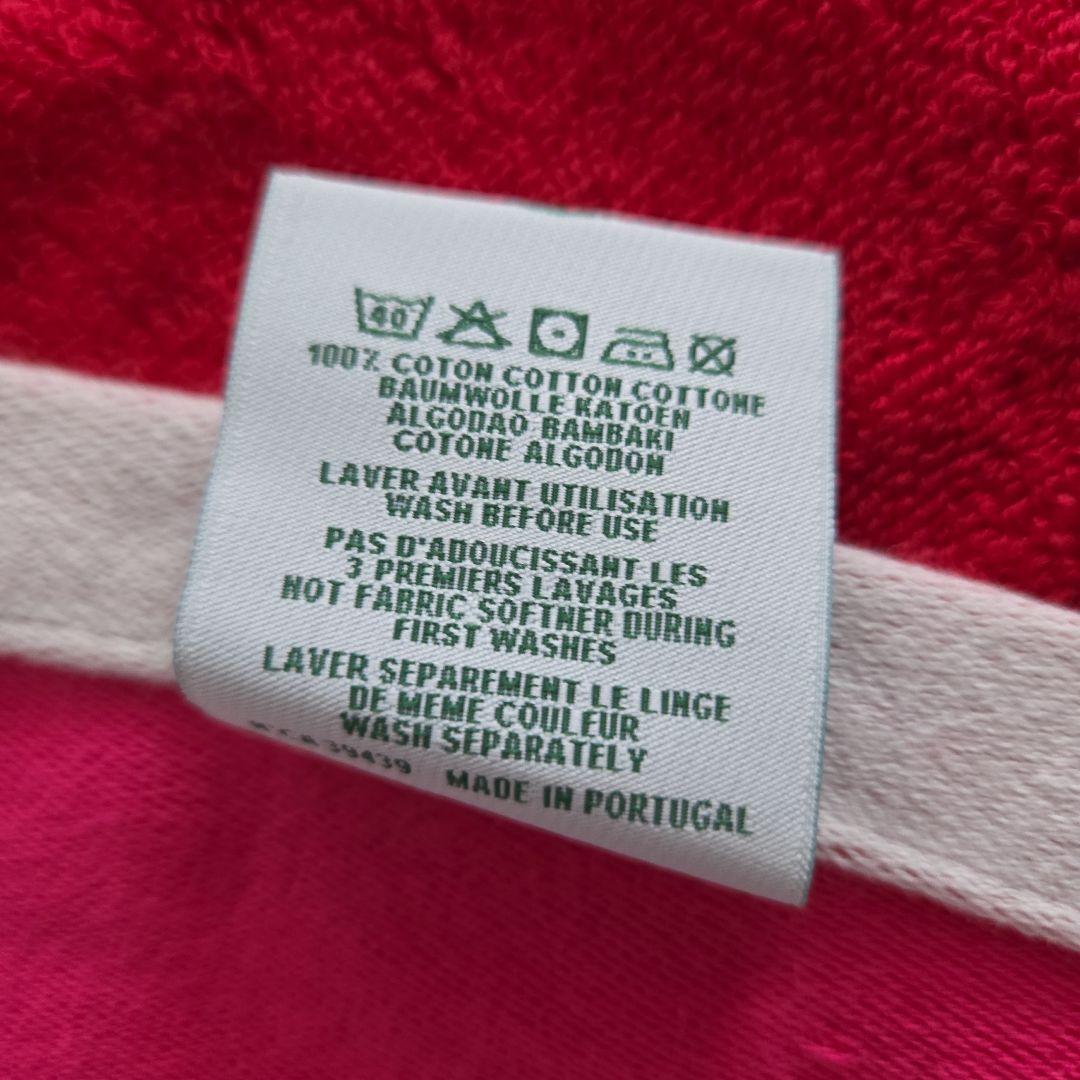 40
100% COTON COTTON COTTONE
BAUMWOLLE KATOEN
ALGODAO BAMBAKI
COTONE ALGODON
LAVER AVANT UTILISATION
WASH BEFORE USE
PAS D'ADOUCISSANT LES
3 PREMIERS LAVAGES
NOT FABRIC SOFTNER DURING
FIRST WASHES
LAVER SEPAREMENT LE LINGE
DE MEME COULEUR
WASH SEPARATELY
39439 MADE IN PORTUGAL